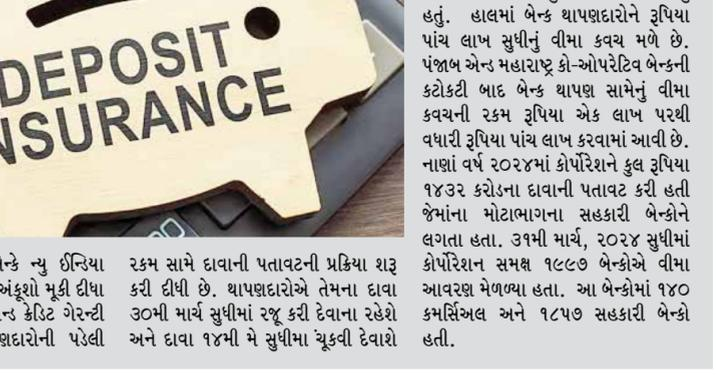 DEPOSIT
INSURANCE
ન્યુ ઈન્ડિયા
અંકુશો મૂકી દીધા
ક્રેડિટ ગેરન્ટી
પડેલી
રકમ સામે દાવાની પતાવટની પ્રક્રિયા શરૂ
કરી દીધી છે. થાપણદારોએ તેમના દાવા
૩૦મી માર્ચ સુધીમાં રજૂ કરી દેવાના રહેશે
અને દાવા ૧૪મી મે સુધીમા ચૂકવી દેવાશે
હતું. હાલમાં બેન્ક થાપણદારોને રૂપિયા
પાંચ લાખ સુધીનું વીમા કવચ મળે છે.
પંજાબ એન્ડ મહારાષ્ટ્ર કો-ઓપરેટિવ બેન્કની
કટોકટી બાદ બેન્ક થાપણ સામેનું વીમા
કવચની રકમ રૂપિયા એક લાખ પરથી
વધારી રૂપિયા પાંચ લાખ કરવામાં આવી છે.
નાણાં વર્ષ ૨૦૨૪માં કોર્પોરેશને કુલ રૂપિયા
૧૪૩૨ કરોડના દાવાની પતાવટ કરી હતી
જેમાંના મોટાભાગના સહકારી બેન્કોને
લગતા હતા. ૩૧મી માર્ચ, ૨૦૨૪ સુધીમાં
કોર્પોરેશન સમક્ષ ૧૯૯૭ બેન્કોએ વીમા
આવરણ મેળવ્યા હતા. આ બેન્કોમાં ૧૪૦
કમર્સિઅલ અને ૧૮૫૭ સહકારી બેન્કો
હતી.